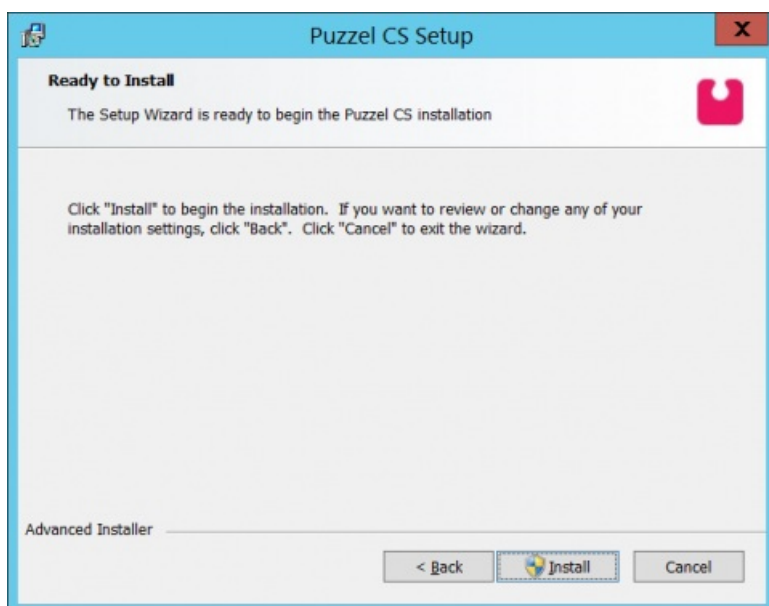 Puzzel CS Setup
X
Ready to Install
The Setup Wizard is ready to begin the Puzzel CS installation
Click "Install" to begin the installation. If you want to review or change any of your
installation settings, click "Back". Click "Cancel" to exit the wizard.
Advanced Installer
< Back Install Cancel